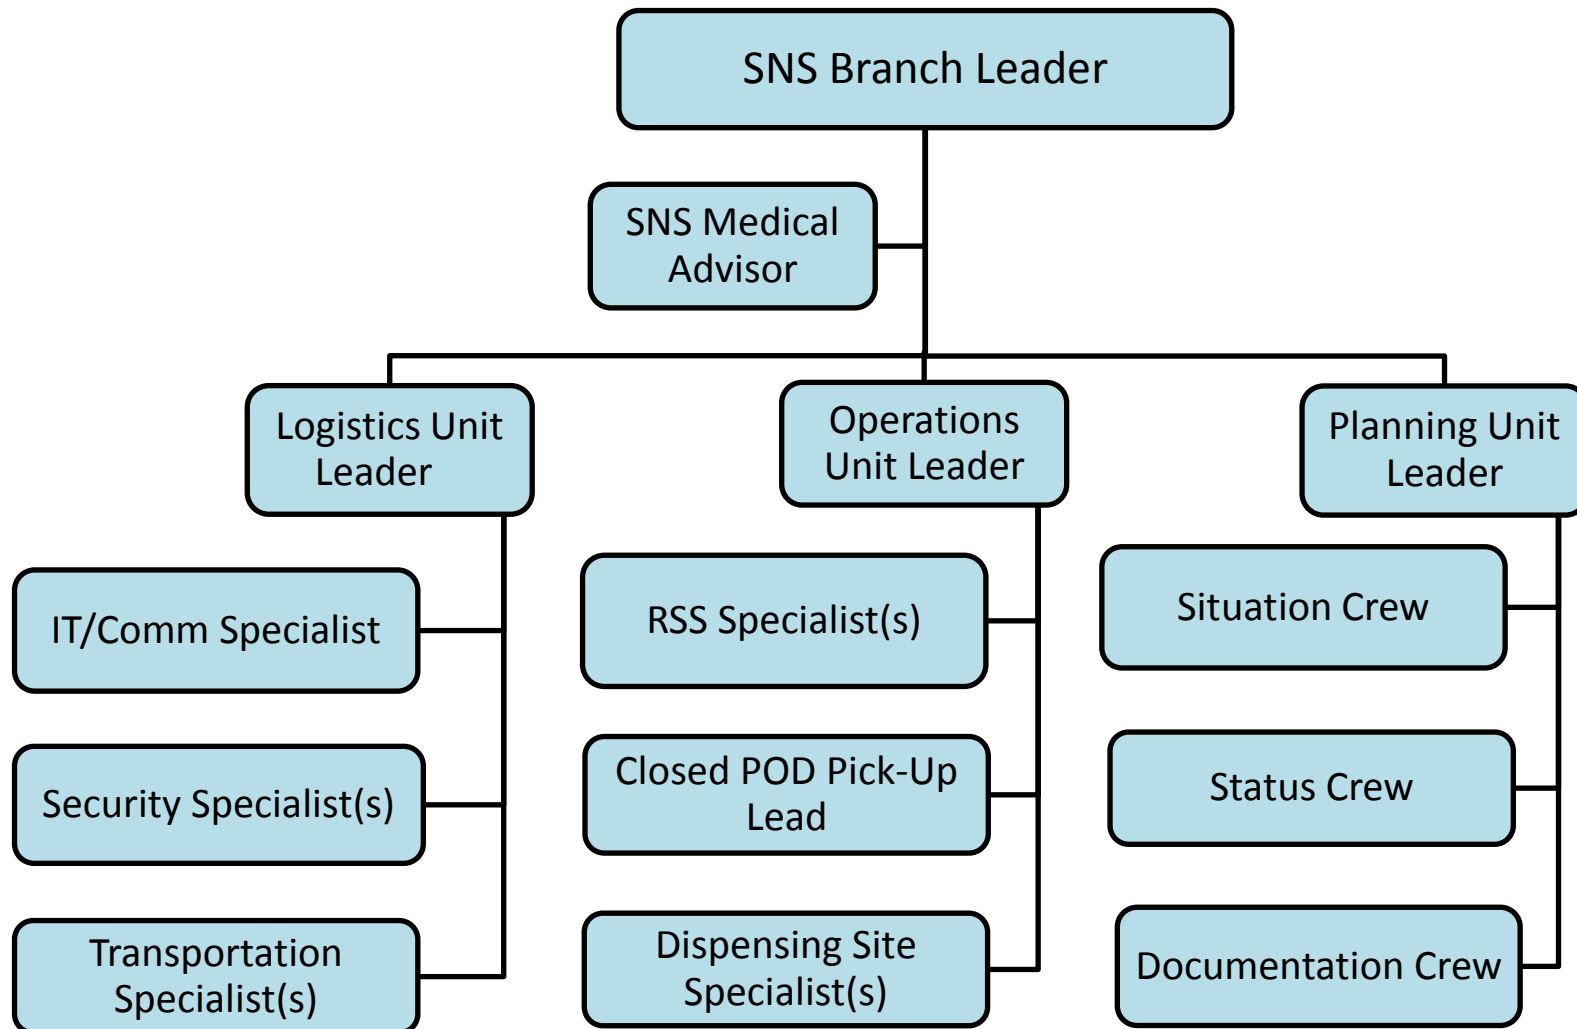 SNS Branch Leader
SNS Medical
Advisor
Logistics Unit
Leader
Operations
Unit Leader
Planning Unit
Leader
IT/Comm Specialist
RSS Specialist(s)
Situation Crew
Security Specialist(s)
Closed POD Pick-Up
Lead
Status Crew
Transportation
Specialist(s)
Dispensing Site
Specialist(s)
Documentation Crew